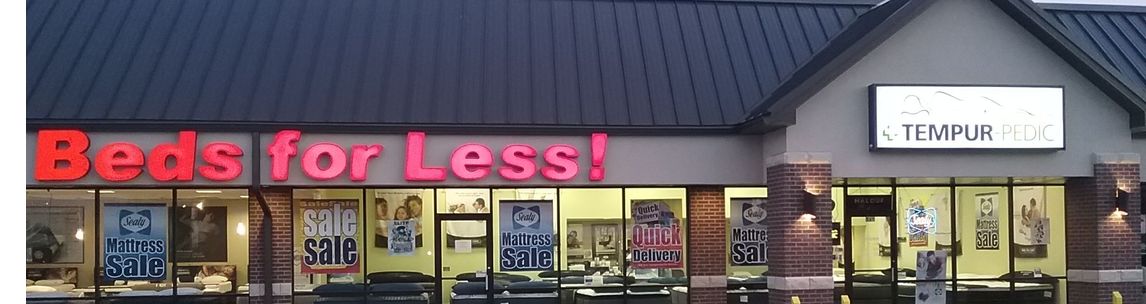 Beds for Less!
TEMPUR-PEDIC
Sealy
Mattress
Sale
sale
sale
Sealy
Mattress
Sale
Quick
Delivery
Quick
Delivery
Sealy
Mattress
Sale
MALOUF
Sealy
Mattress
Sale